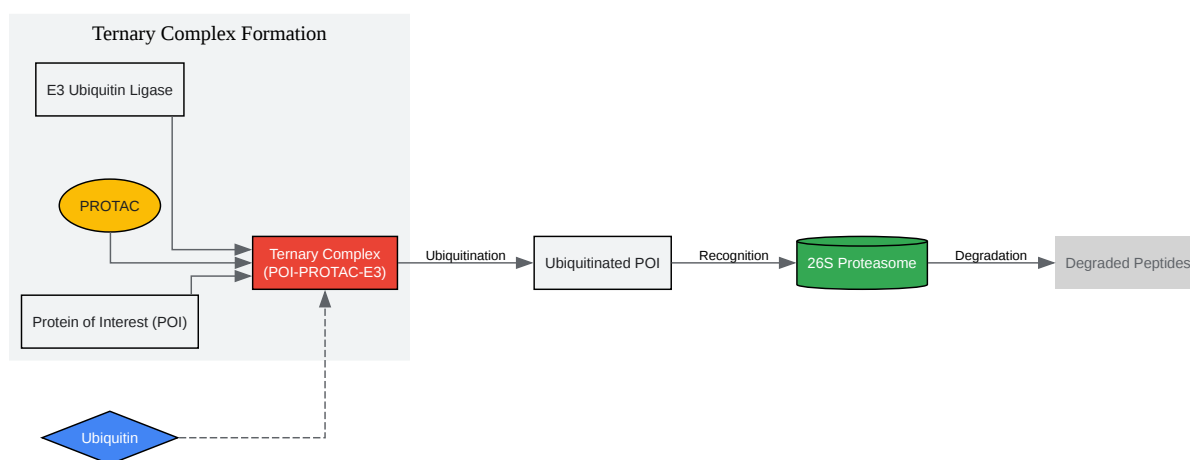 Ternary Complex Formation
E3 Ubiquitin Ligase
PROTAC
Protein of Interest (POI)
Ternary Complex
(POI-PROTAC-E3)
Ubiquitination
Ubiquitinated POI
Recognition
26S Proteasome
Degradation
Degraded Peptides
Ubiquitin